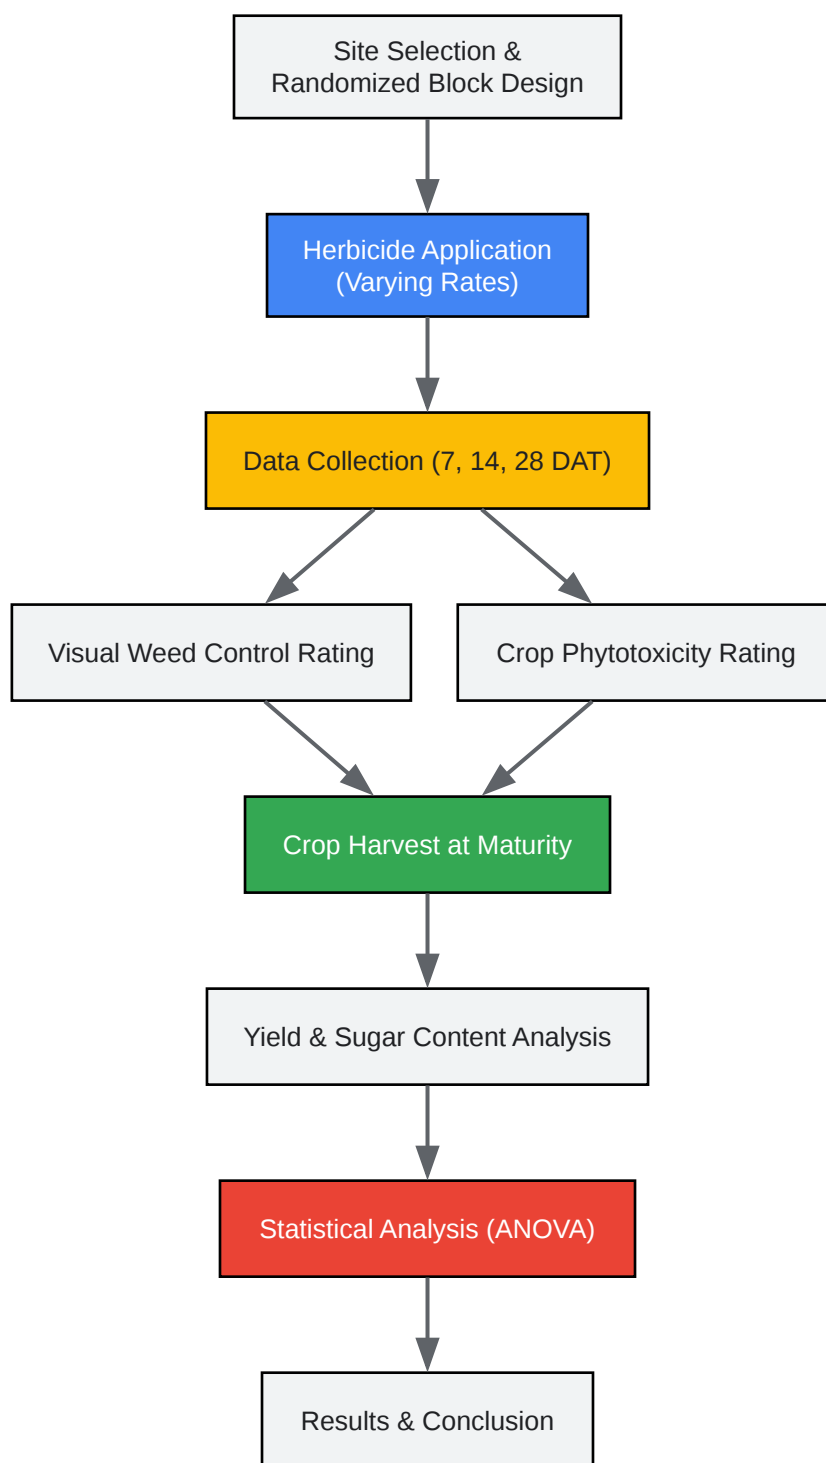 Site Selection &
Randomized Block Design
Herbicide Application
(Varying Rates)
Data Collection (7, 14, 28 DAT)
Visual Weed Control Rating
Crop Phytotoxicity Rating
Crop Harvest at Maturity
Yield & Sugar Content Analysis
Statistical Analysis (ANOVA)
Results & Conclusion